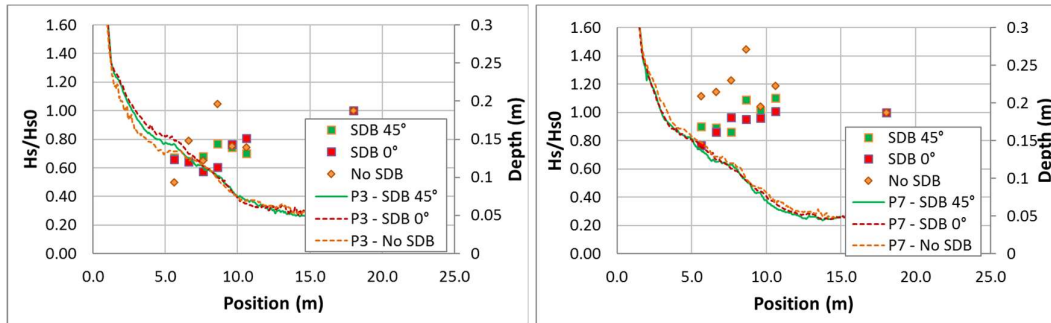 1.60
1.40
1.20
1.00
0.80
0.60
0.40
0.20
0.00
Hs/Hs0
0.3
0.25
0.2
0.15
0.1
0.05
0
Depth (m)
SDB 45°
SDB 0°
No SDB
P3 - SDB 45°
P3 - SDB 0°
P3 - No SDB
0.0 5.0 10.0 15.0 20.0 25.0
Position (m)
1.60
1.40
1.20
1.00
0.80
0.60
0.40
0.20
0.00
Hs/Hs0
0.3
0.25
0.2
0.15
0.1
0.05
0
Depth (m)
SDB 45°
SDB 0°
No SDB
P7 - SDB 45°
P7 - SDB 0°
P7 - No SDB
0.0 5.0 10.0 15.0 20.0 25.0
Position (m)